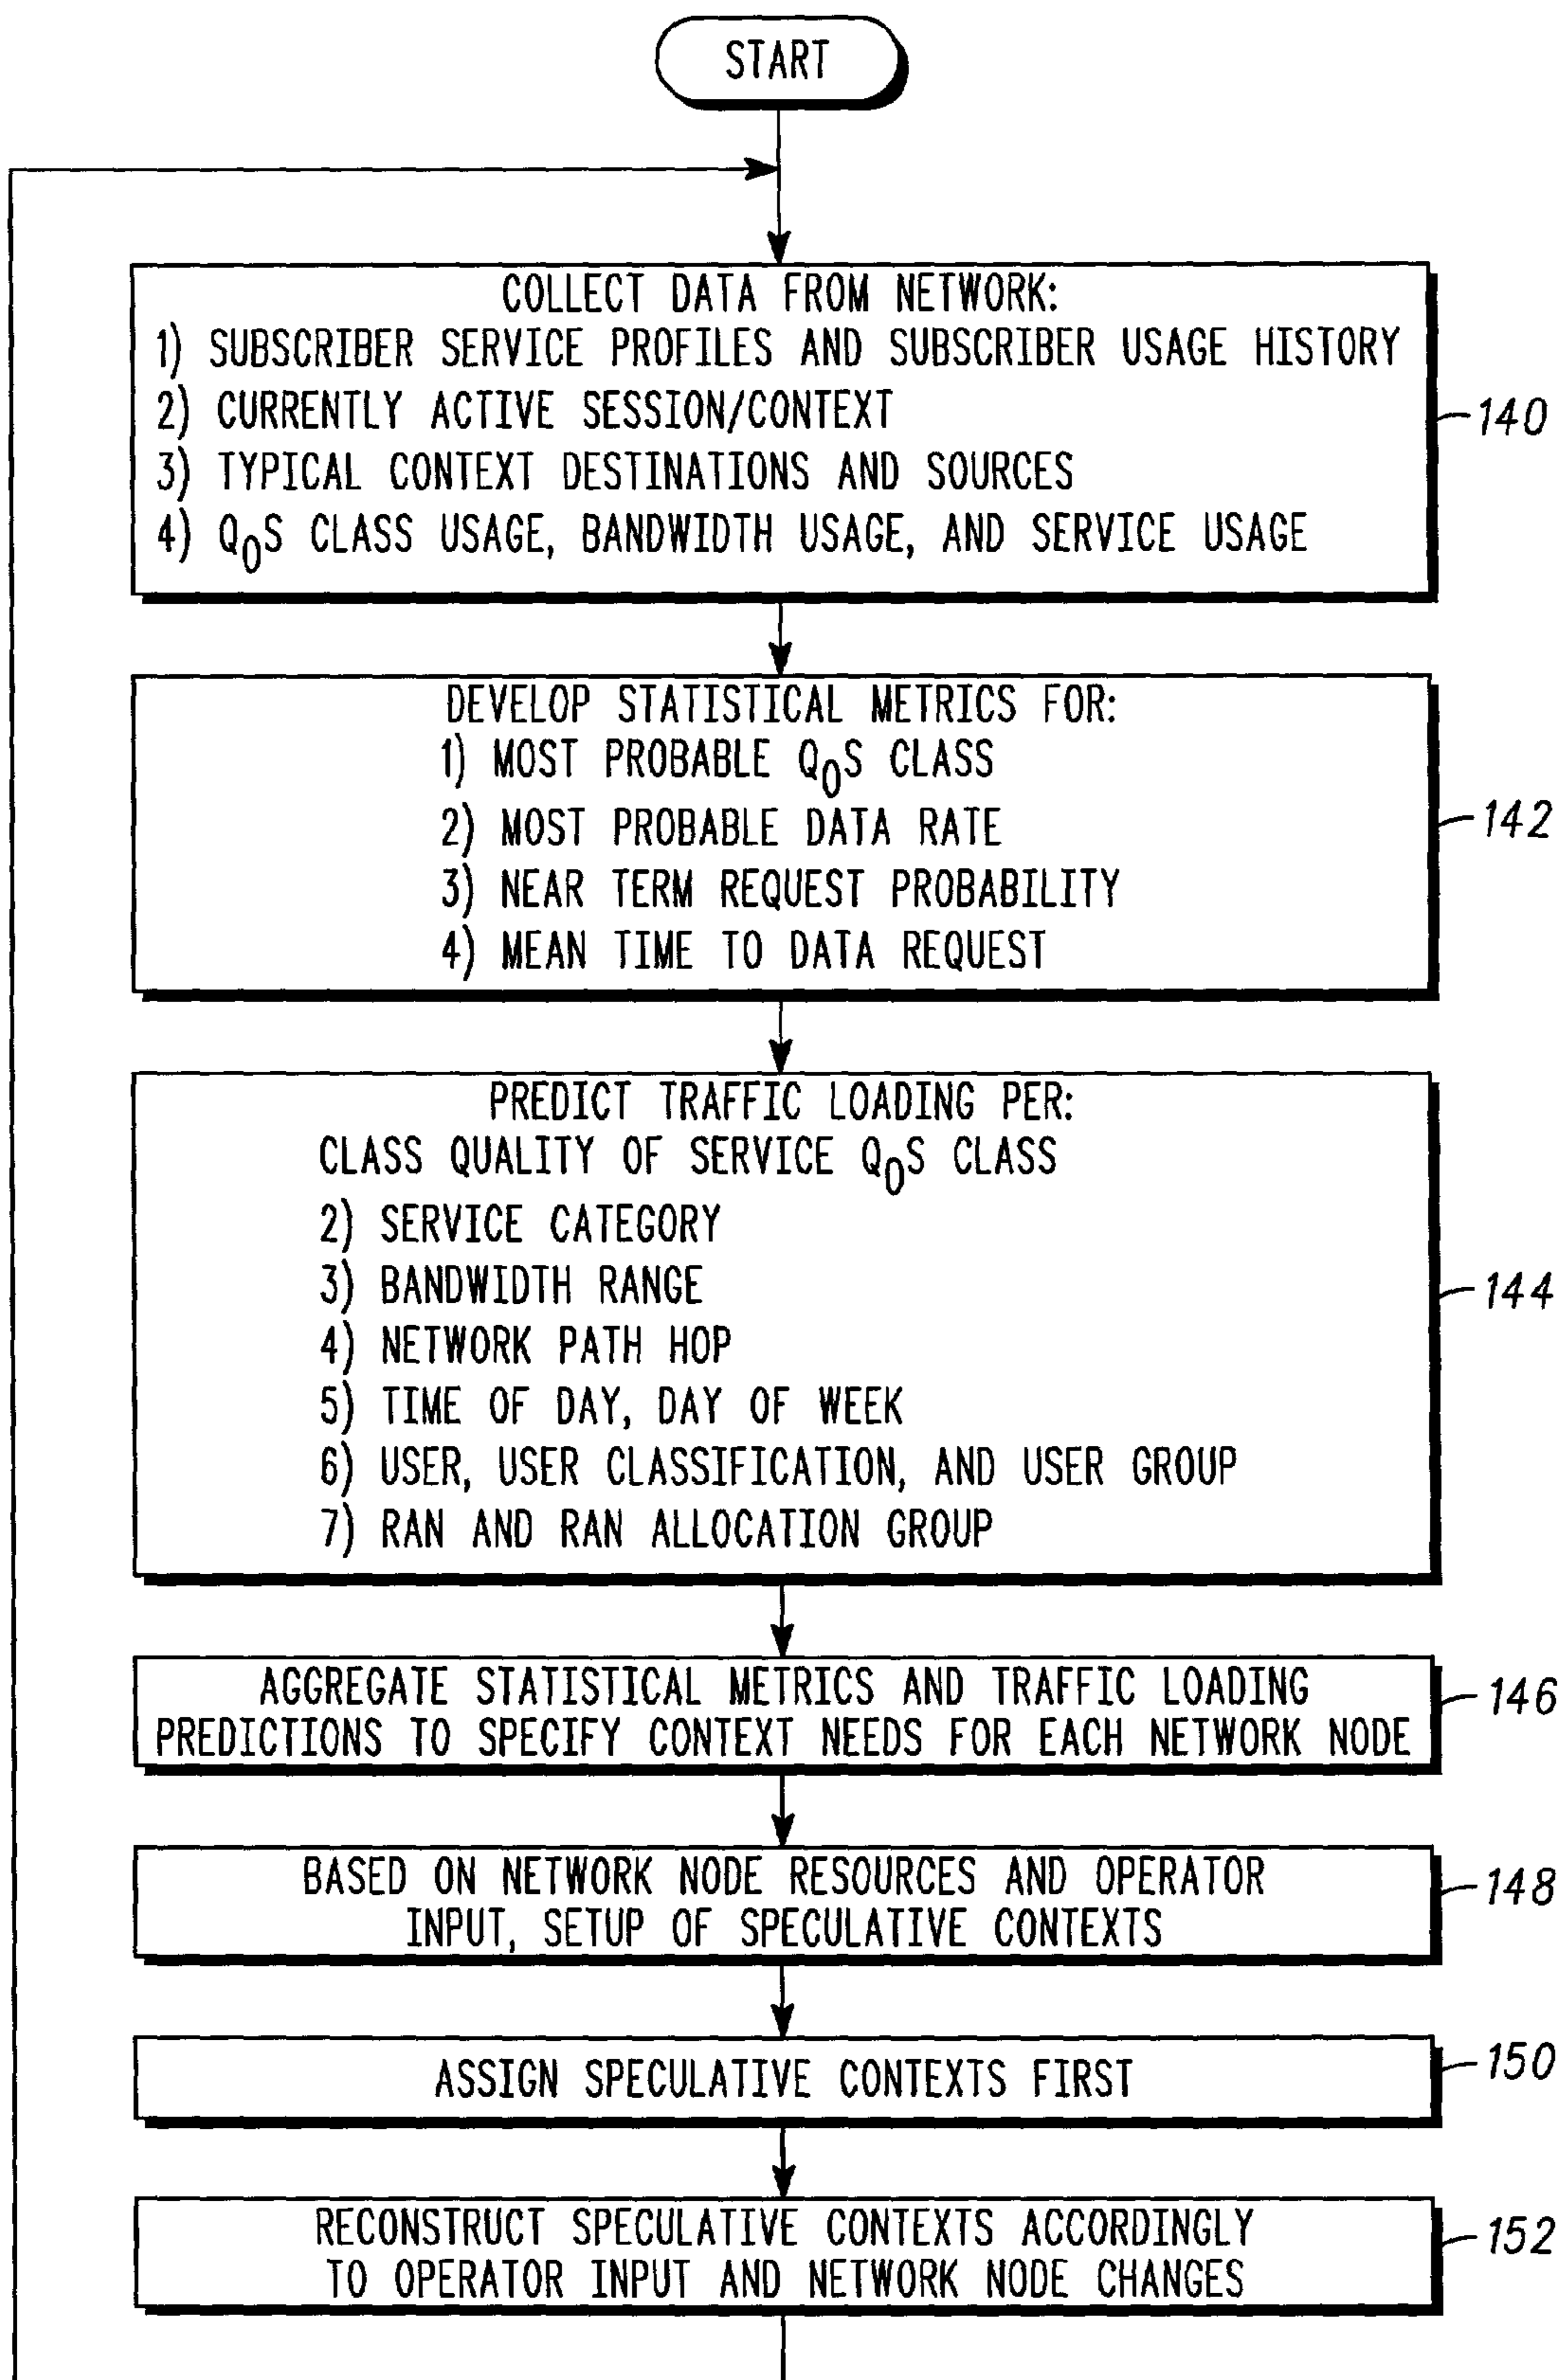 START
COLLECT DATA FROM NETWORK:
1) SUBSCRIBER SERVICE PROFILES AND SUBSCRIBER USAGE HISTORY
2) CURRENTLY ACTIVE SESSION/CONTEXT
3) TYPICAL CONTEXT DESTINATIONS AND SOURCES
4) QOS CLASS USAGE, BANDWIDTH USAGE, AND SERVICE USAGE
140
DEVELOP STATISTICAL METRICS FOR:
1) MOST PROBABLE QOS CLASS
2) MOST PROBABLE DATA RATE
3) NEAR TERM REQUEST PROBABILITY
4) MEAN TIME TO DATA REQUEST
142
PREDICT TRAFFIC LOADING PER:
CLASS QUALITY OF SERVICE QOS CLASS
2) SERVICE CATEGORY
3) BANDWIDTH RANGE
4) NETWORK PATH HOP
5) TIME OF DAY, DAY OF WEEK
6) USER, USER CLASSIFICATION, AND USER GROUP
7) RAN AND RAN ALLOCATION GROUP
144
AGGREGATE STATISTICAL METRICS AND TRAFFIC LOADING
PREDICTIONS TO SPECIFY CONTEXT NEEDS FOR EACH NETWORK NODE
146
BASED ON NETWORK NODE RESOURCES AND OPERATOR
INPUT, SETUP OF SPECULATIVE CONTEXTS
148
ASSIGN SPECULATIVE CONTEXTS FIRST
150
RECONSTRUCT SPECULATIVE CONTEXTS ACCORDINGLY
TO OPERATOR INPUT AND NETWORK NODE CHANGES
152